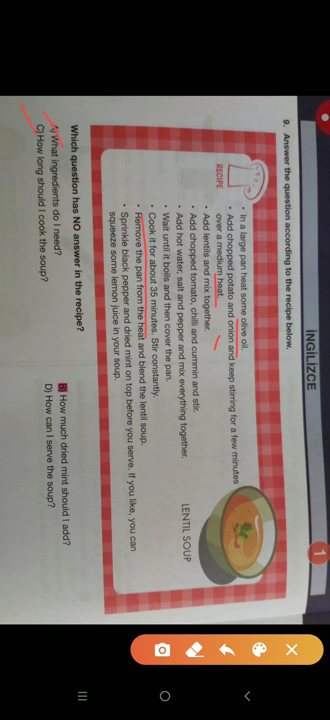 İNGİLİZCE
1
9. Answer the question according to the recipe below.
RECIPE
• In a large pan heat some olive oil.
• Add chopped potato and onion and keep stirring for a few minutes
over a medium heat.
• Add lentils and mix together.
• Add chopped tomato, chilli and cummin and stir.
• Add hot water, salt and pepper and mix everything together.
• Wait until it boils and then cover the pan.
• Cook it for about 35 minutes. Stir constantly.
• Remove the pan from the heat and blend the lentil soup.
• Sprinkle black pepper and dried mint on top before you serve. If you like, you can
squeeze some lemon juice in your soup.
LENTIL SOUP
Which question has NO answer in the recipe?
A) What ingredients do I need?
B) How much dried mint should I add?
C) How long should I cook the soup?
D) How can I serve the soup?